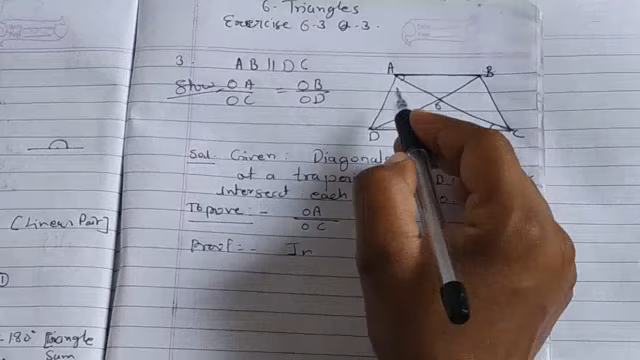 6. Triangles
Exercise 6.3 Q.3.
3 AB || DC
Show OA = OB
OC OD
A B
O
D C
Sol. Given: Diagonals
of a trape
intersect each O.
To prove :- OA
OC
Proof :- In
[Linear Pair]
180° [Triangle
Sum